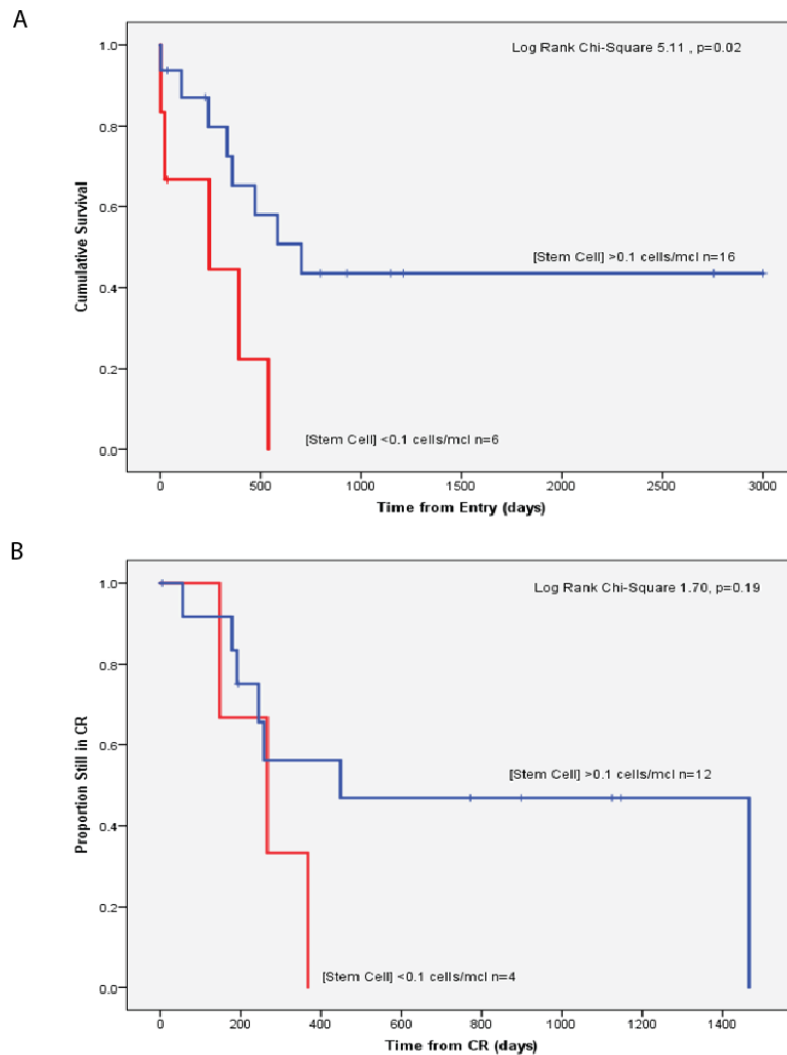 A
Log Rank Chi-Square 5.11 , p=0.02
1.0
0.8
0.6
0.4
0.2
0.0
Cumulative Survival
[Stem Cell] >0.1 cells/mcl n=16
[Stem Cell] <0.1 cells/mcl n=6
0 500 1000 1500 2000 2500 3000
Time from Entry (days)
B
Log Rank Chi-Square 1.70, p=0.19
1.0
0.8
0.6
0.4
0.2
0.0
Proportion Still in CR
[Stem Cell] >0.1 cells/mcl n=12
[Stem Cell] <0.1 cells/mcl n=4
0 200 400 600 800 1000 1200 1400
Time from CR (days)